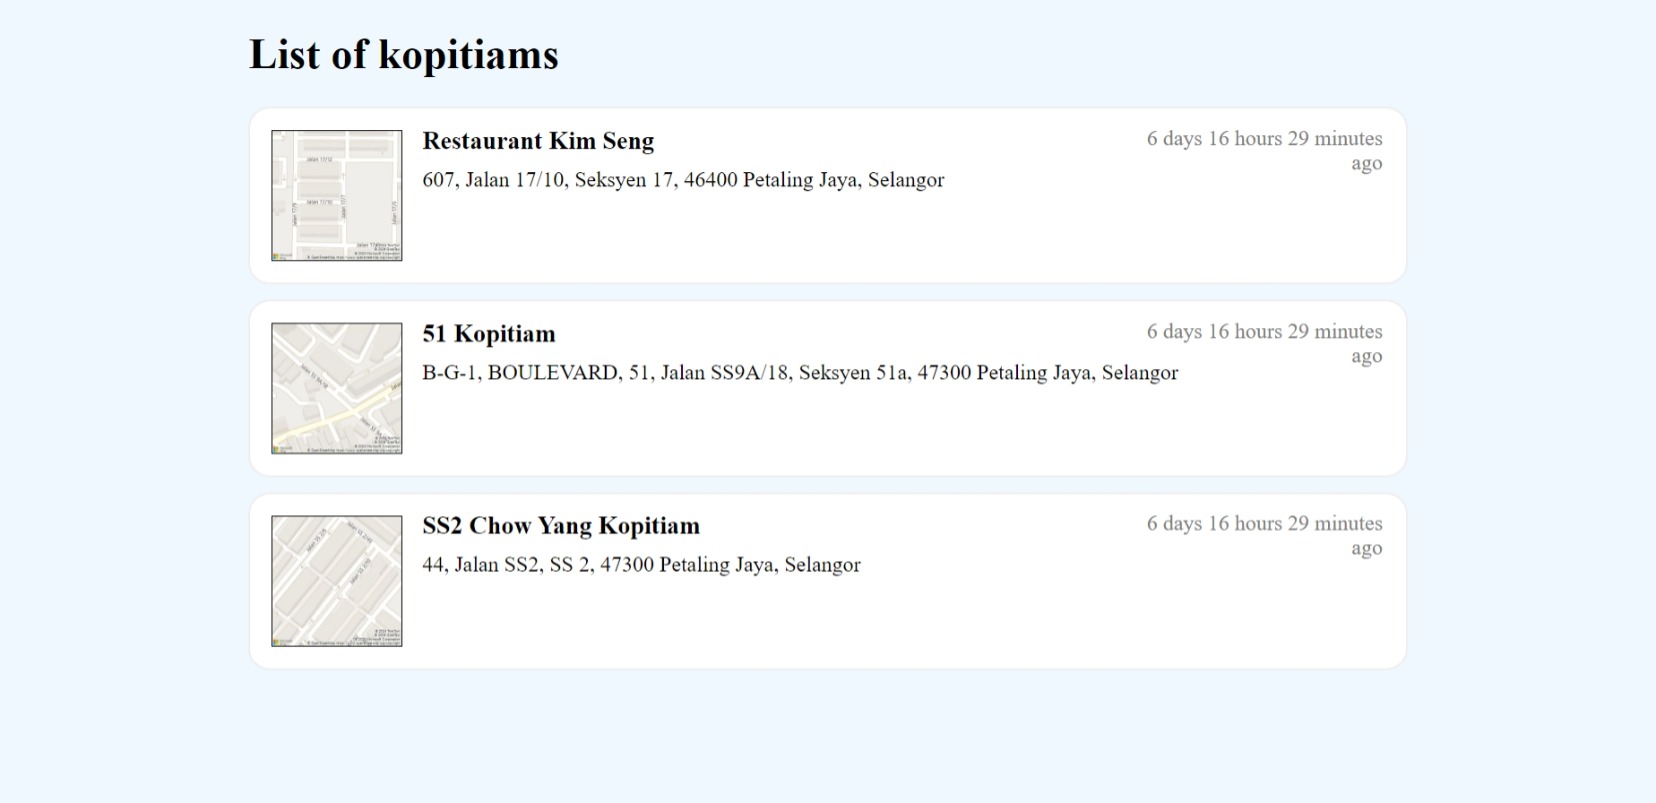 List of kopitiams
Restaurant Kim Seng
6 days 16 hours 29 minutes
ago
607, Jalan 17/10, Seksyen 17, 46400 Petaling Jaya, Selangor
51 Kopitiam
6 days 16 hours 29 minutes
ago
B-G-1, BOULEVARD, 51, Jalan SS9A/18, Seksyen 51a, 47300 Petaling Jaya, Selangor
SS2 Chow Yang Kopitiam
6 days 16 hours 29 minutes
ago
44, Jalan SS2, SS 2, 47300 Petaling Jaya, Selangor